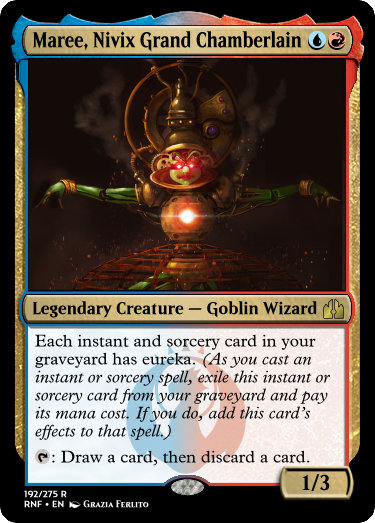 Maree, Nivix Grand Chamberlain
Legendary Creature — Goblin Wizard
Each instant and sorcery card in your
graveyard has eureka. (As you cast an
instant or sorcery spell, exile this instant or
sorcery card from your graveyard and pay
its mana cost. If you do, add this card's
effects to that spell.)
: Draw a card, then discard a card.
1/3
192/275 R
RNF • EN Grazia Ferlito